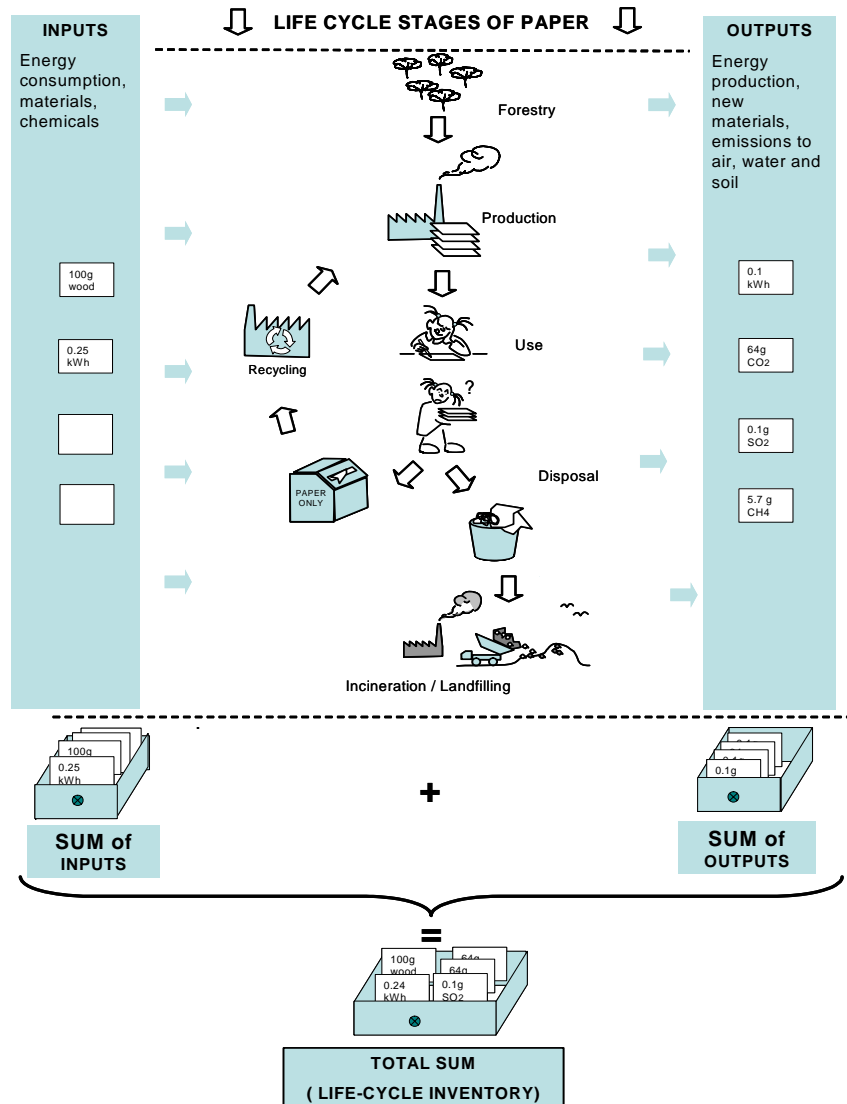 LIFE CYCLE STAGES OF PAPER
INPUTS
Energy
consumption,
materials,
chemicals
100g
wood
0.25
kWh
Forestry
Production
Use
?
Recycling
Disposal
PAPER
ONLY
Incineration / Landfilling
OUTPUTS
Energy
production,
new
materials,
emissions to
air, water and
soil
0.1
kWh
64g
CO2
0.1g
SO2
5.7 g
CH4
100g
0.25
kWh
SUM of
INPUTS
+
0.1g
SUM of
OUTPUTS
=
100g
wood
64g
64g
0.24
kWh
0.1g
SO2
TOTAL SUM
( LIFE-CYCLE INVENTORY)